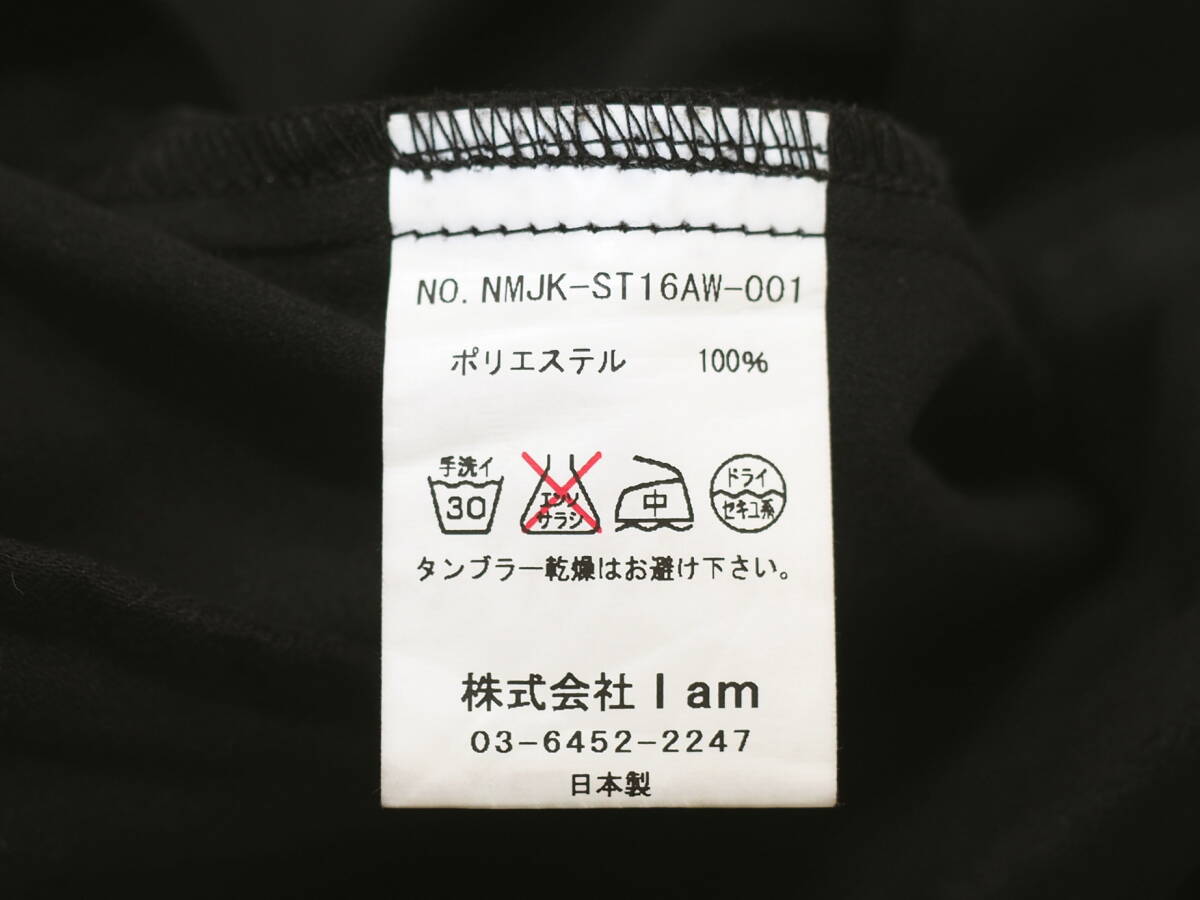 NO. NMJK-ST16AW-001
ポリエステル 100%
手洗イ
30
エンソ
サラシ
中
ドライ
セキユ系
タンブラー乾燥はお避け下さい。
株式会社 I am
03-6452-2247
日本製